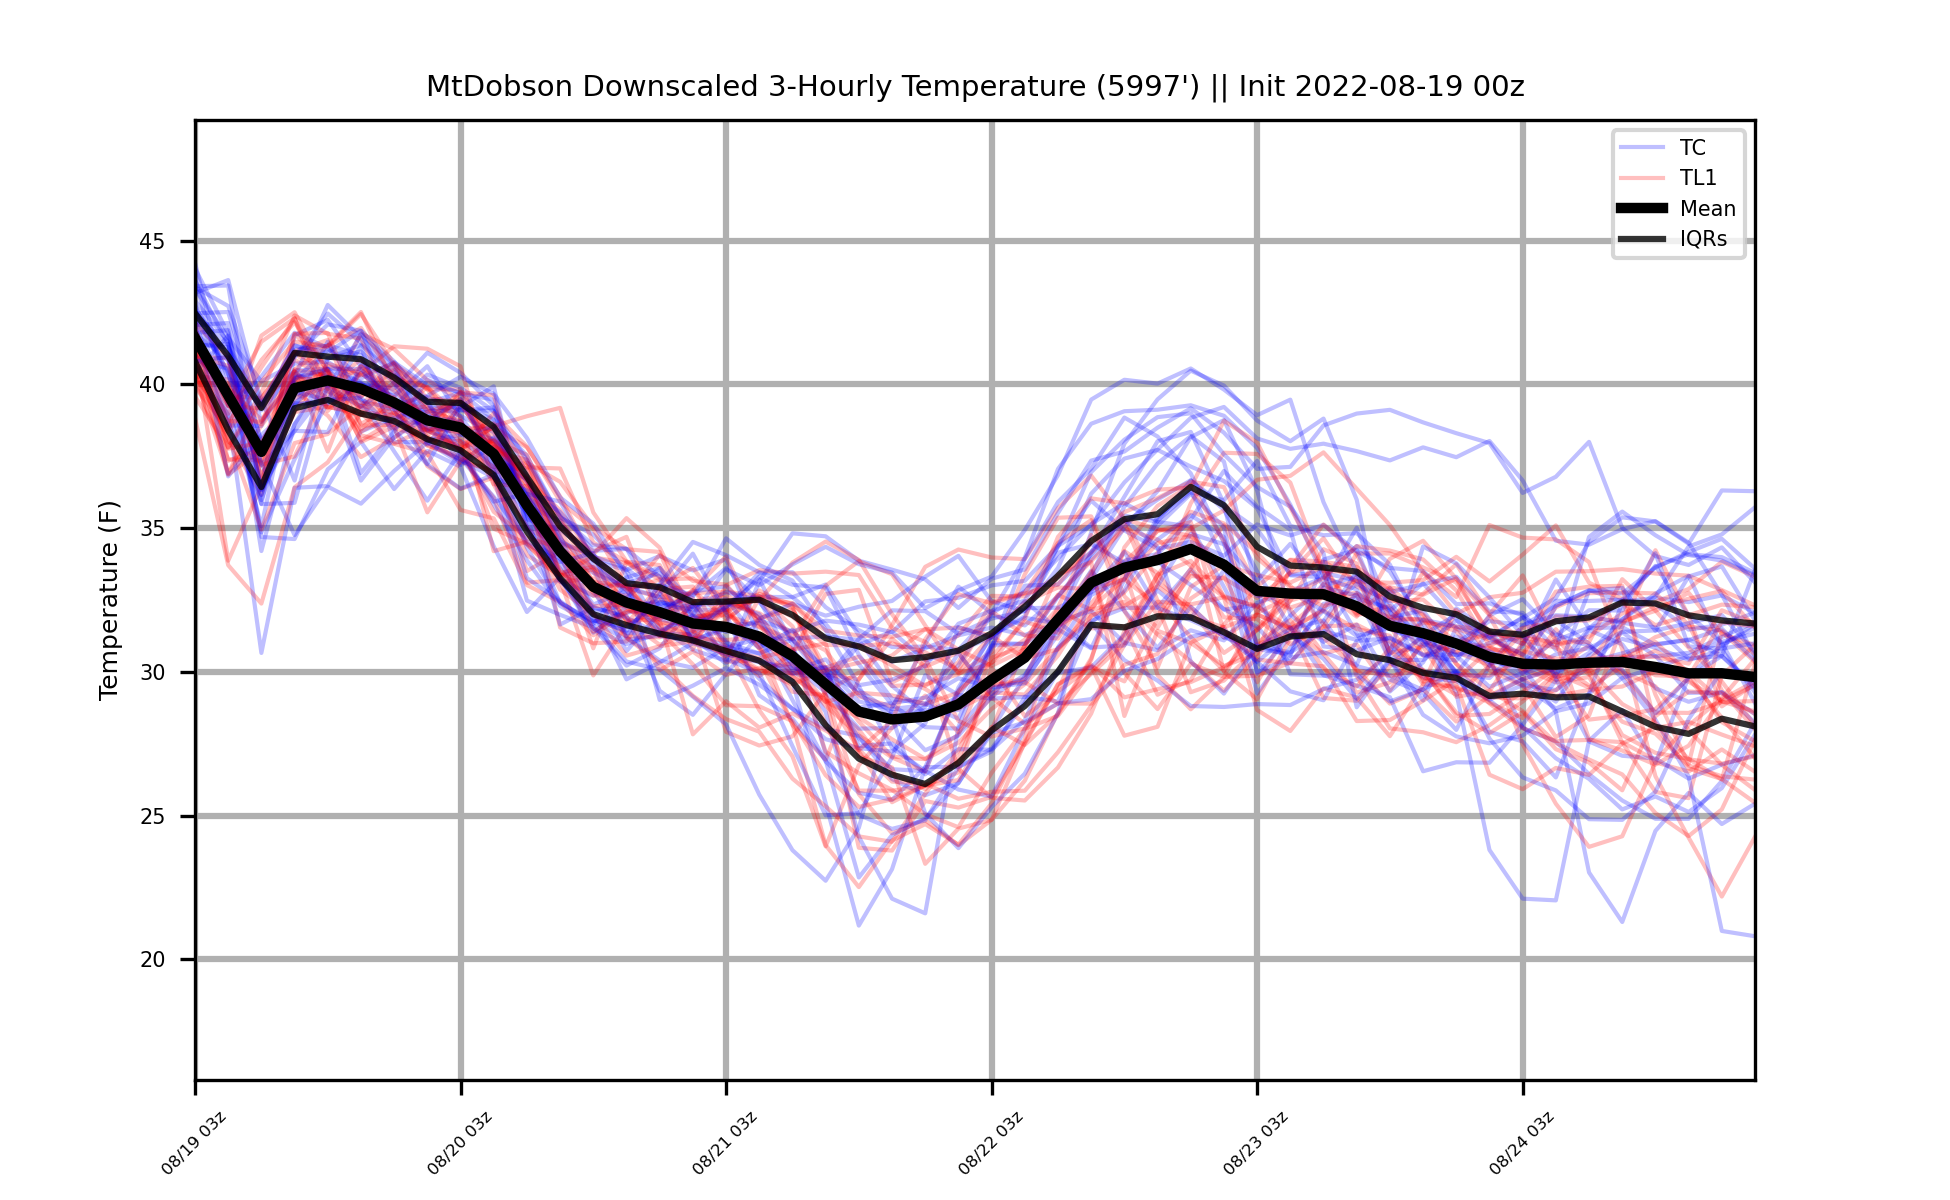 MtDobson Downscaled 3-Hourly Temperature (5997') || Init 2022-08-19 00z
TC
TL1
Mean
IQRs
Temperature (F)
45
40
35
30
25
20
08/19 03z
08/20 03z
08/21 03z
08/22 03z
08/23 03z
08/24 03z